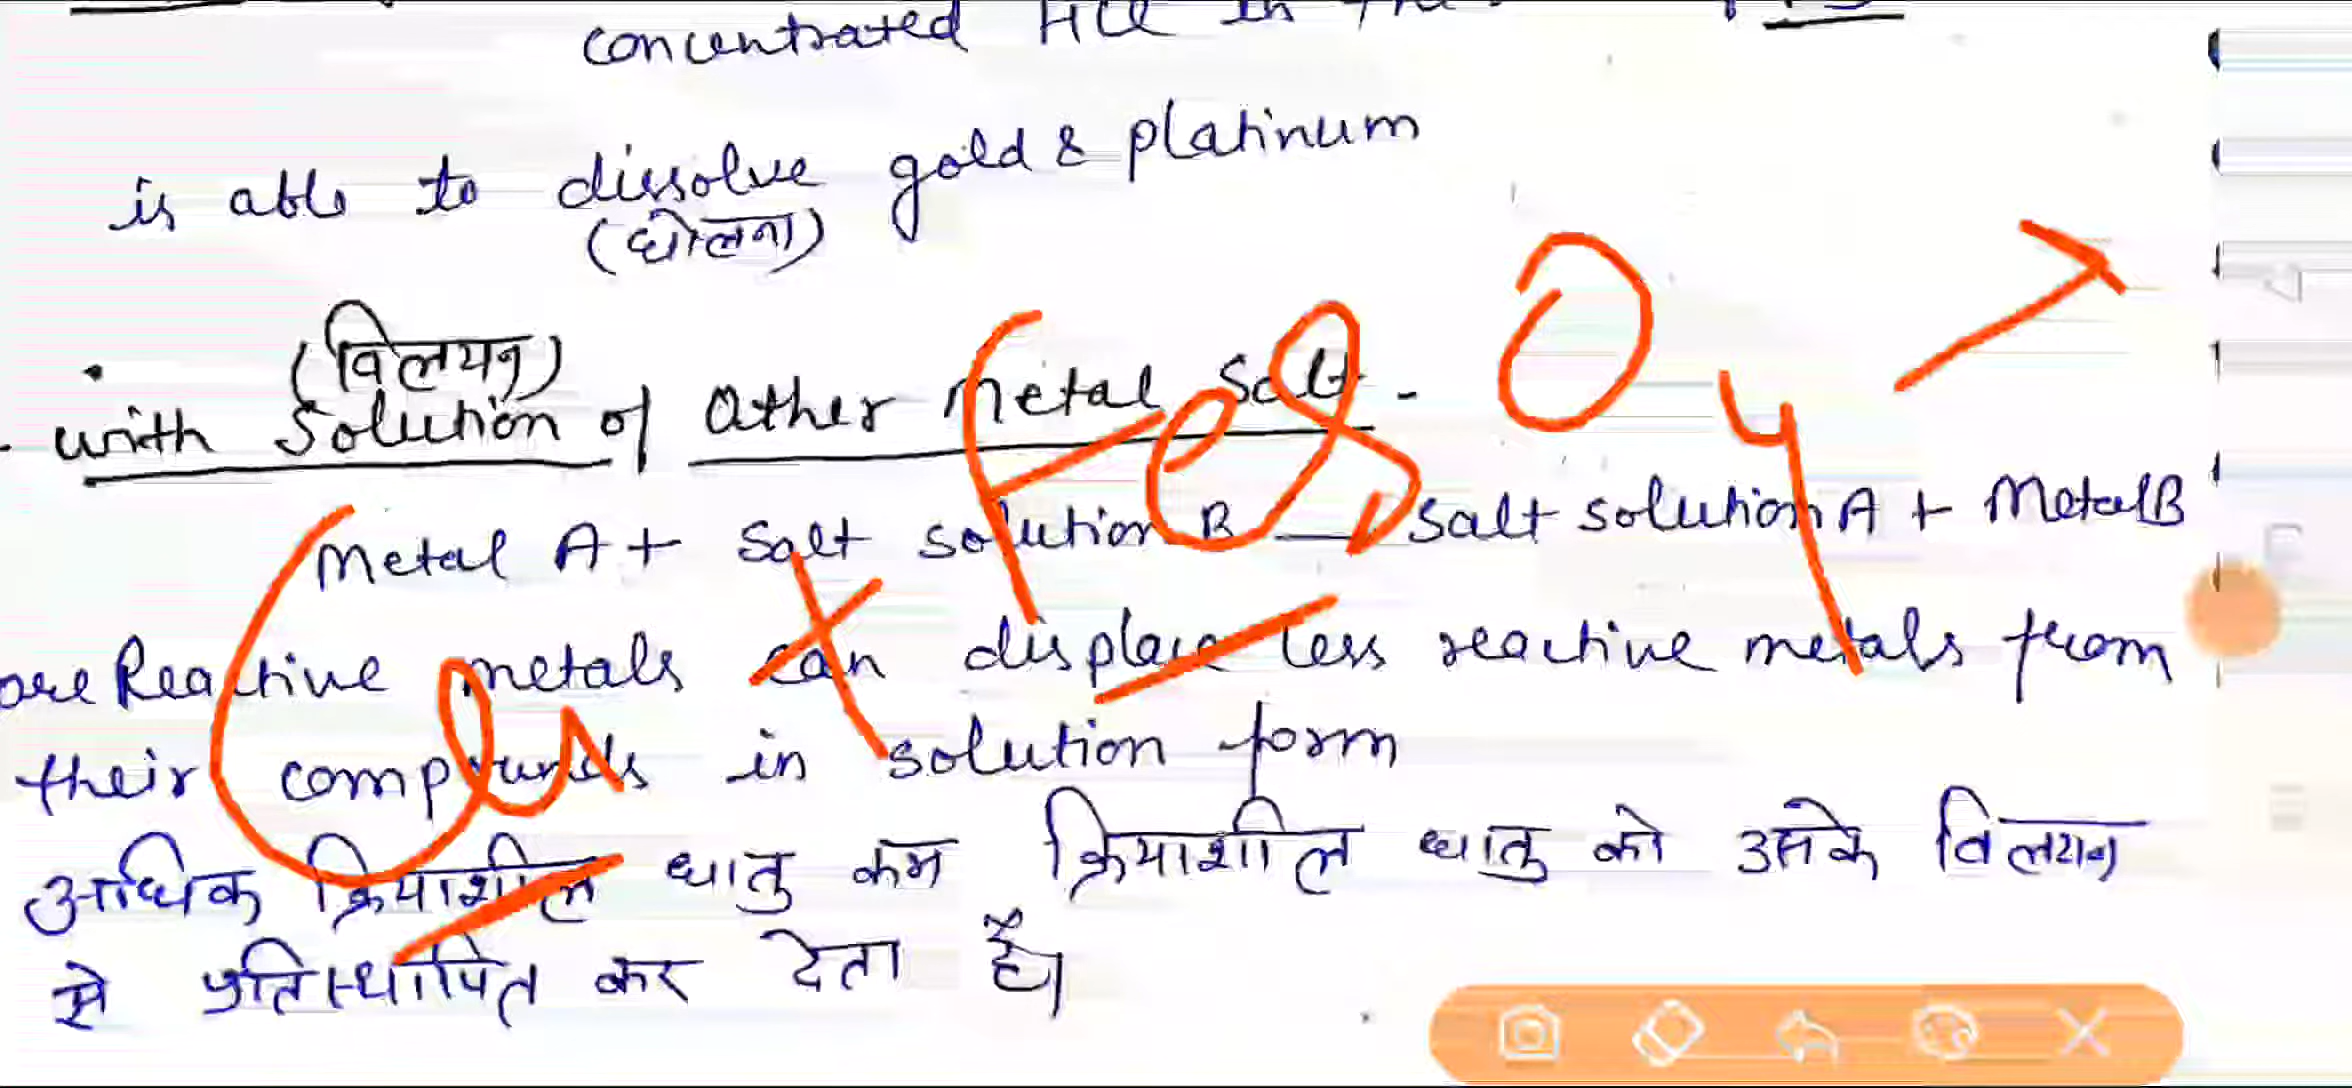 concentrated HCl in
is able to dissolve gold & platinum
(घोलना)
(विलयन)
with Solution of Other Metal Salt -
Metal A + Salt solution B → Salt solution A + Metal B
ore Reactive metals can displace less reactive metals from
their compounds in solution form
अधिक क्रियाशील धातु कम क्रियाशील धातु को उसके विलयन
से प्रतिस्थापित कर देता है।
FeSO4
Cu